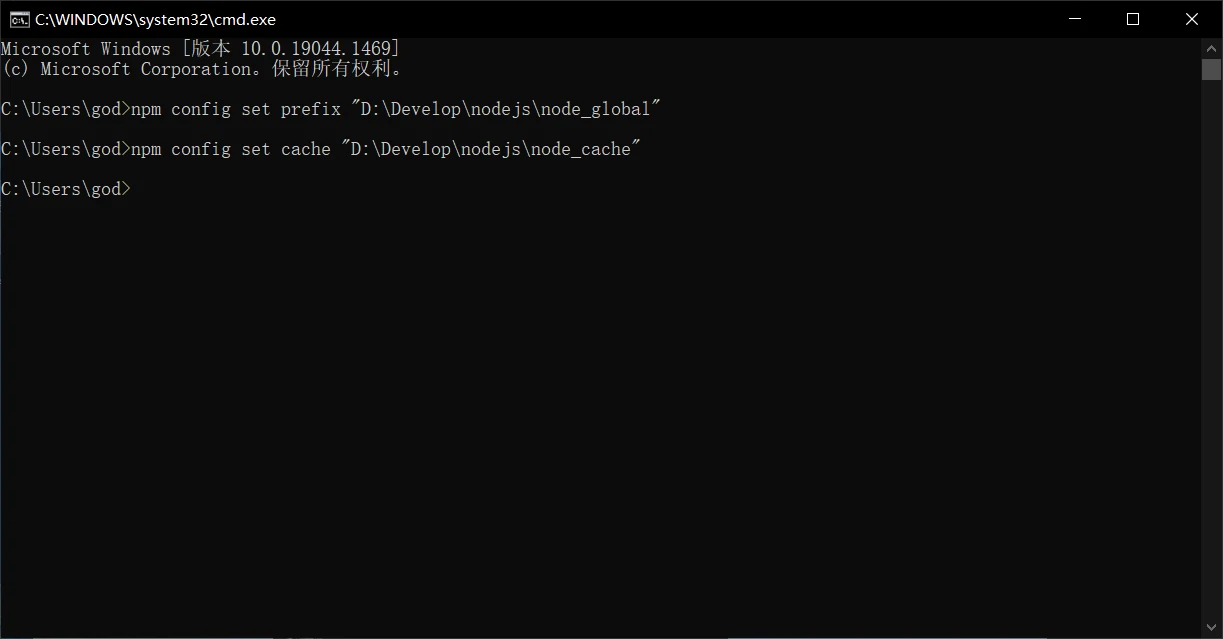 C:\WINDOWS\system32\cmd.exe
Microsoft Windows [版本 10.0.19044.1469]
(c) Microsoft Corporation。保留所有权利。
C:\Users\god>npm config set prefix "D:\Develop\nodejs\node_global"
C:\Users\god>npm config set cache "D:\Develop\nodejs\node_cache"
C:\Users\god>